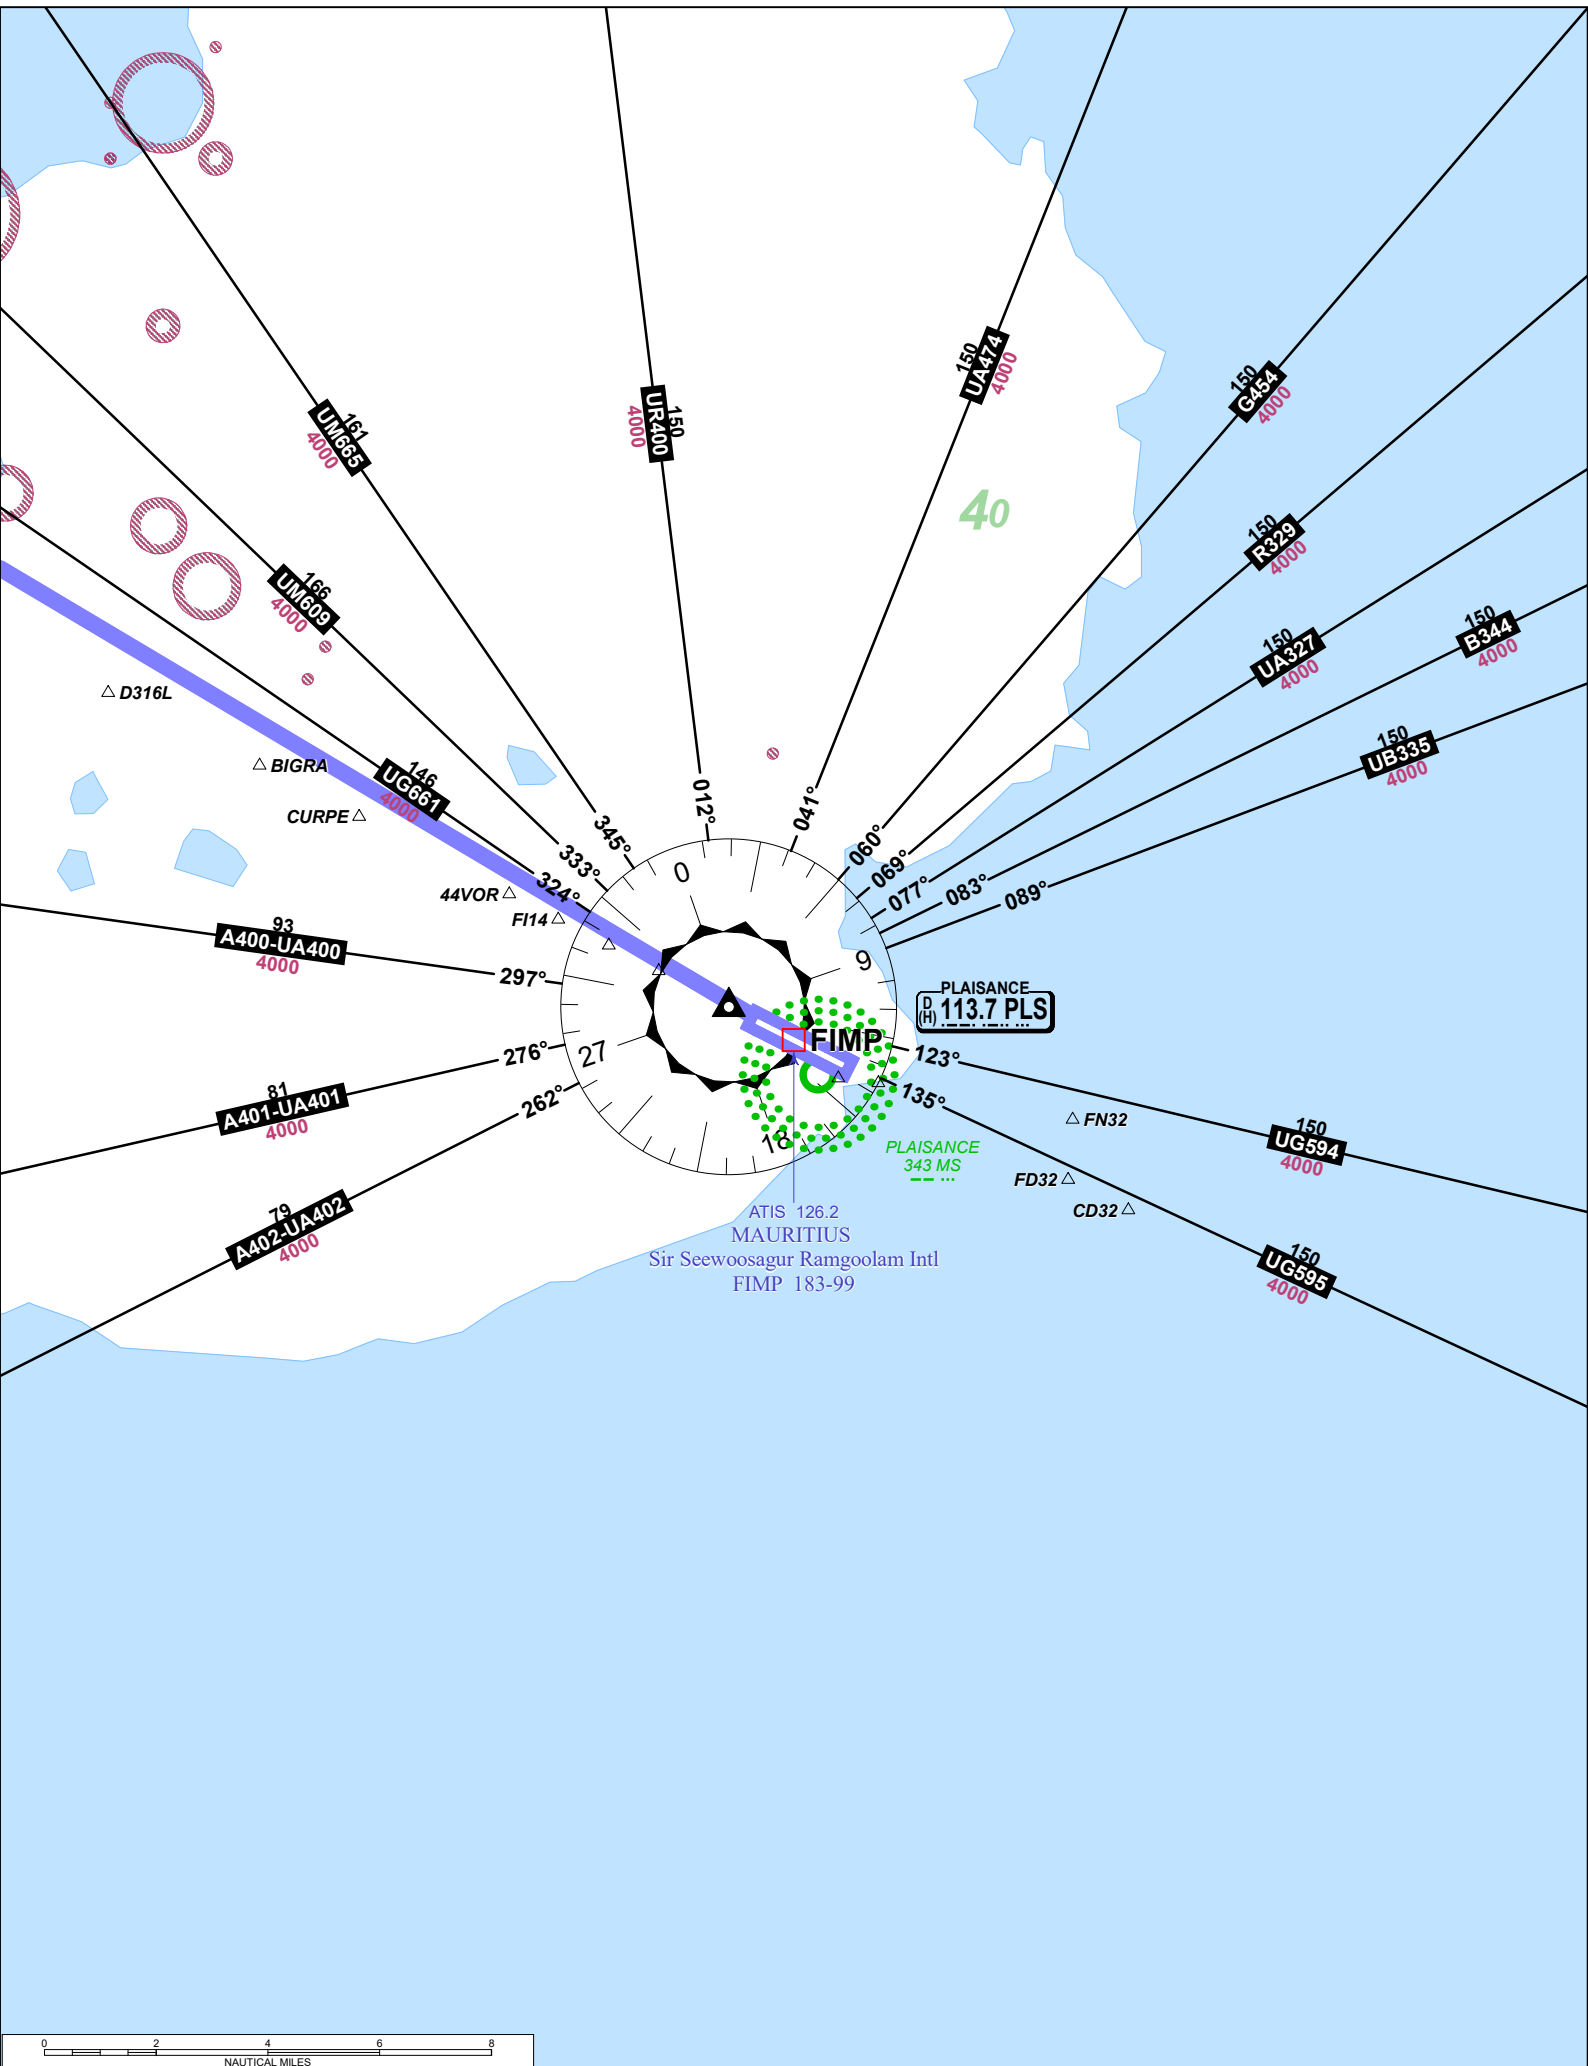 150
UA474
4000
150
G454
4000
161
UM665
4000
150
UR400
4000
40
150
R329
4000
166
UM609
4000
150
UA327
4000
150
B344
4000
D316L
BIGRA
CURPE
146
UG661
4000
150
UB335
4000
345°
012°
041°
333°
324°
060°
069°
077°
083°
089°
0
9
18
27
44VOR
FI14
93
A400-UA400
4000
297°
PLAISANCE
D
(H)
113.7 PLS
FIMP
81
A401-UA401
4000
276°
262°
123°
135°
FN32
150
UG594
4000
PLAISANCE
343 MS
FD32
CD32
79
A402-UA402
4000
ATIS 126.2
MAURITIUS
Sir Seewoosagur Ramgoolam Intl
FIMP 183-99
150
UG595
4000
0 2 4 6 8
NAUTICAL MILES